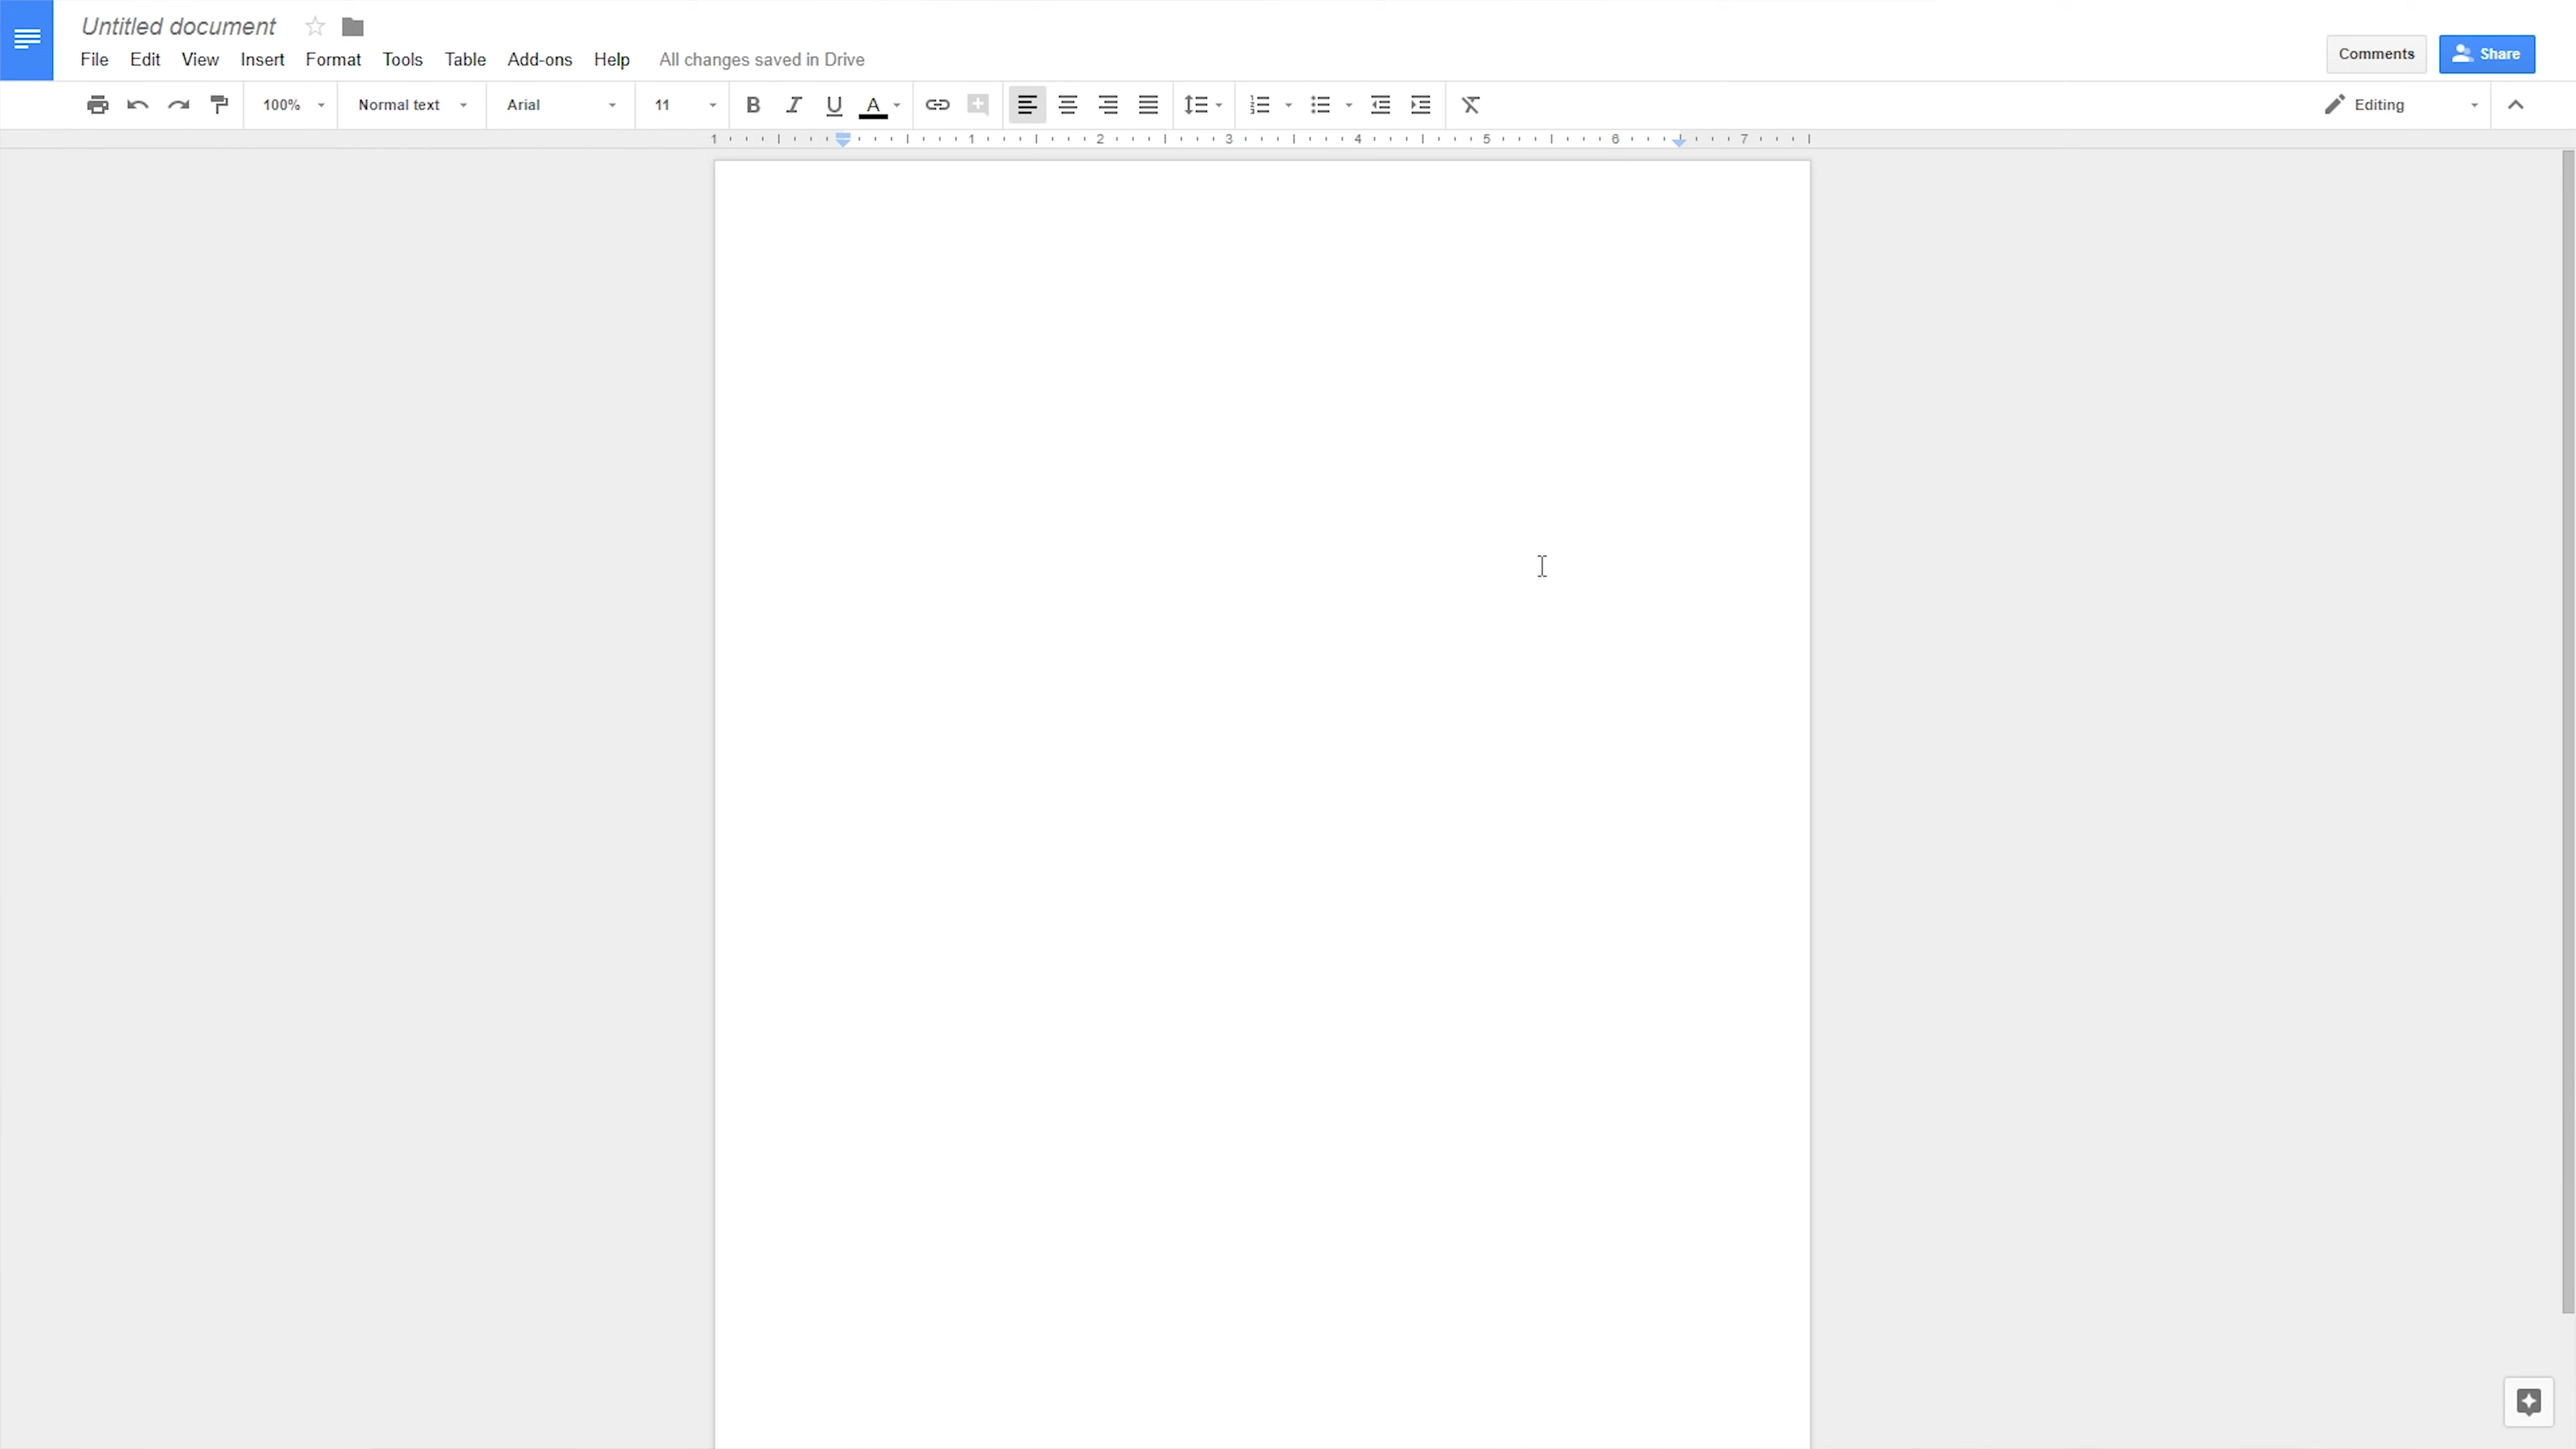 Untitled document
File Edit View Insert Format Tools Table Add-ons Help All changes saved in Drive
Comments Share
100% Normal text Arial 11 B I U A Editing
1 1 2 3 4 5 6 7